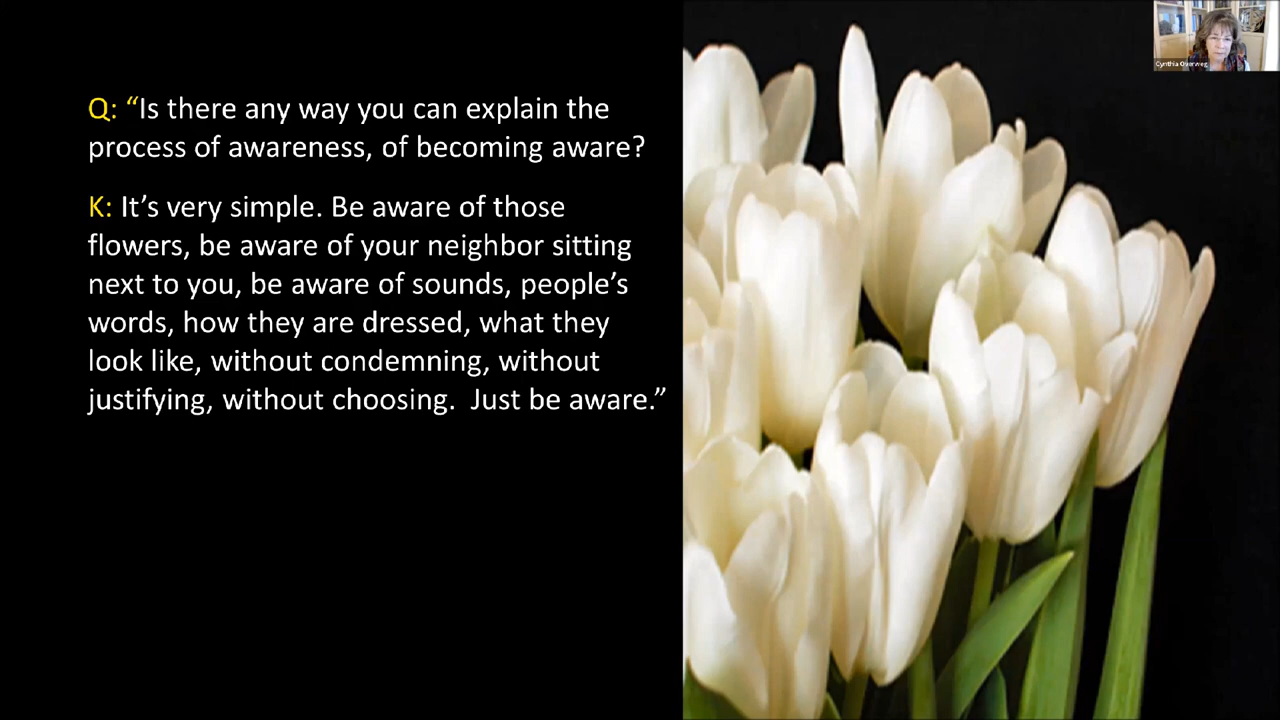 Cynthia Overweg
Q: “Is there any way you can explain the
process of awareness, of becoming aware?
K: It’s very simple. Be aware of those
flowers, be aware of your neighbor sitting
next to you, be aware of sounds, people’s
words, how they are dressed, what they
look like, without condemning, without
justifying, without choosing.  Just be aware.”